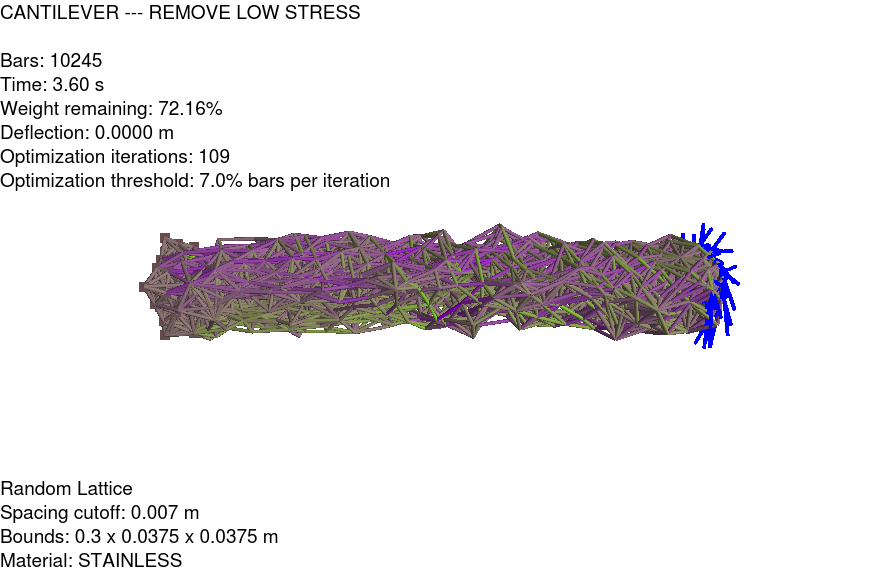 CANTILEVER --- REMOVE LOW STRESS
Bars: 10245
Time: 3.60 s
Weight remaining: 72.16%
Deflection: 0.0000 m
Optimization iterations: 109
Optimization threshold: 7.0% bars per iteration
Random Lattice
Spacing cutoff: 0.007 m
Bounds: 0.3 x 0.0375 x 0.0375 m
Material: STAINLESS